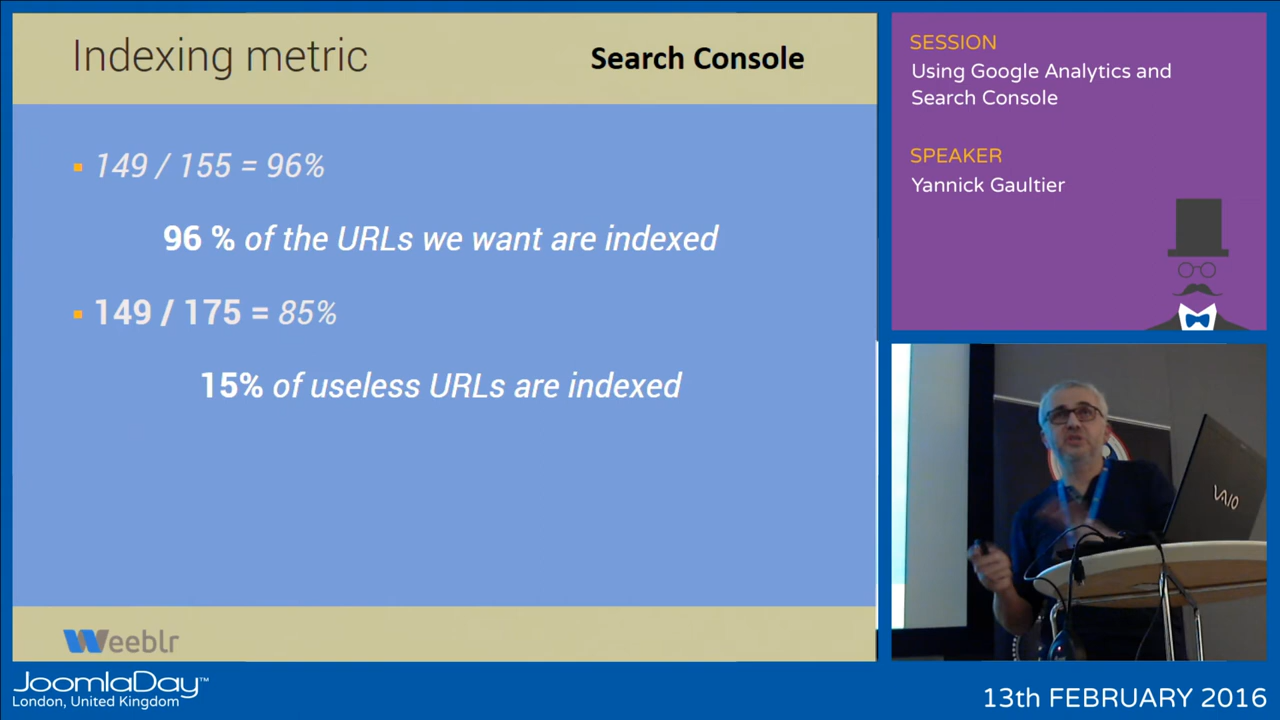 Indexing metric
Search Console
149 / 155 = 96%
96 % of the URLs we want are indexed
149 / 175 = 85%
15% of useless URLs are indexed
Weeblr
SESSION
Using Google Analytics and
Search Console
SPEAKER
Yannick Gaultier
VAIO
JoomlaDay™
London, United Kingdom
13th FEBRUARY 2016